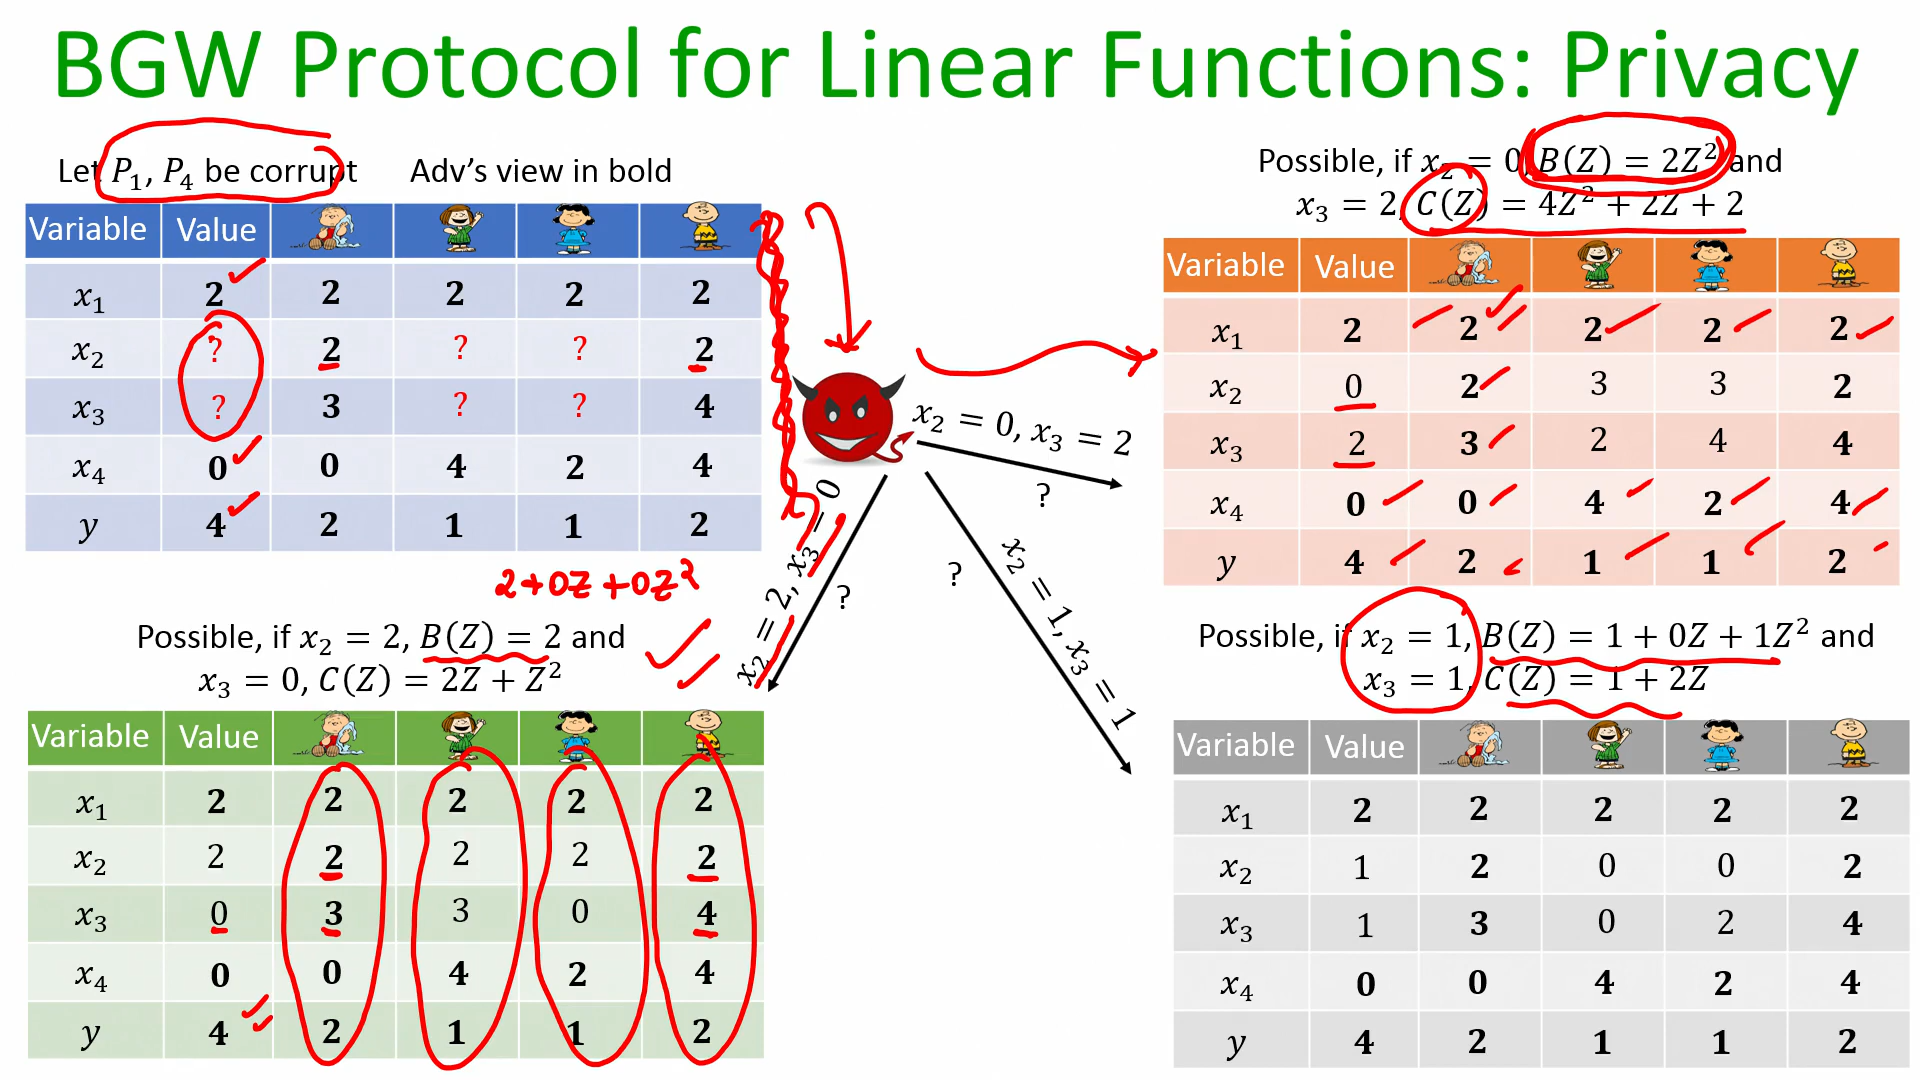 BGW Protocol for Linear Functions: Privacy
Let P₁, P₄ be corrupt Adv's view in bold
Variable Value
x₁ 2 2 2 2 2
x₂ ? 2 ? ? 2
x₃ ? 3 ? ? 4
x₄ 0 0 4 2 4
y 4 2 1 1 2
2+0Z+0Z²
Possible, if x₂ = 2, B(Z) = 2 and
x₃ = 0, C(Z) = 2Z + Z²
Variable Value
x₁ 2 2 2 2 2
x₂ 2 2 2 2 2
x₃ 0 3 3 0 4
x₄ 0 0 4 2 4
y 4 2 1 1 2
x₂ = 0, x₃ = 2
?
x₂ = 2, x₃ = 0
?
x₂ = 1, x₃ = 1
?
Possible, if x₂ = 0, B(Z) = 2Z² and
x₃ = 2, C(Z) = 4Z² + 2Z + 2
Variable Value
x₁ 2 2 2 2 2
x₂ 0 2 3 3 2
x₃ 2 3 2 4 4
x₄ 0 0 4 2 4
y 4 2 1 1 2
Possible, if x₂ = 1, B(Z) = 1 + 0Z + 1Z² and
x₃ = 1, C(Z) = 1 + 2Z
Variable Value
x₁ 2 2 2 2 2
x₂ 1 2 0 0 2
x₃ 1 3 0 2 4
x₄ 0 0 4 2 4
y 4 2 1 1 2